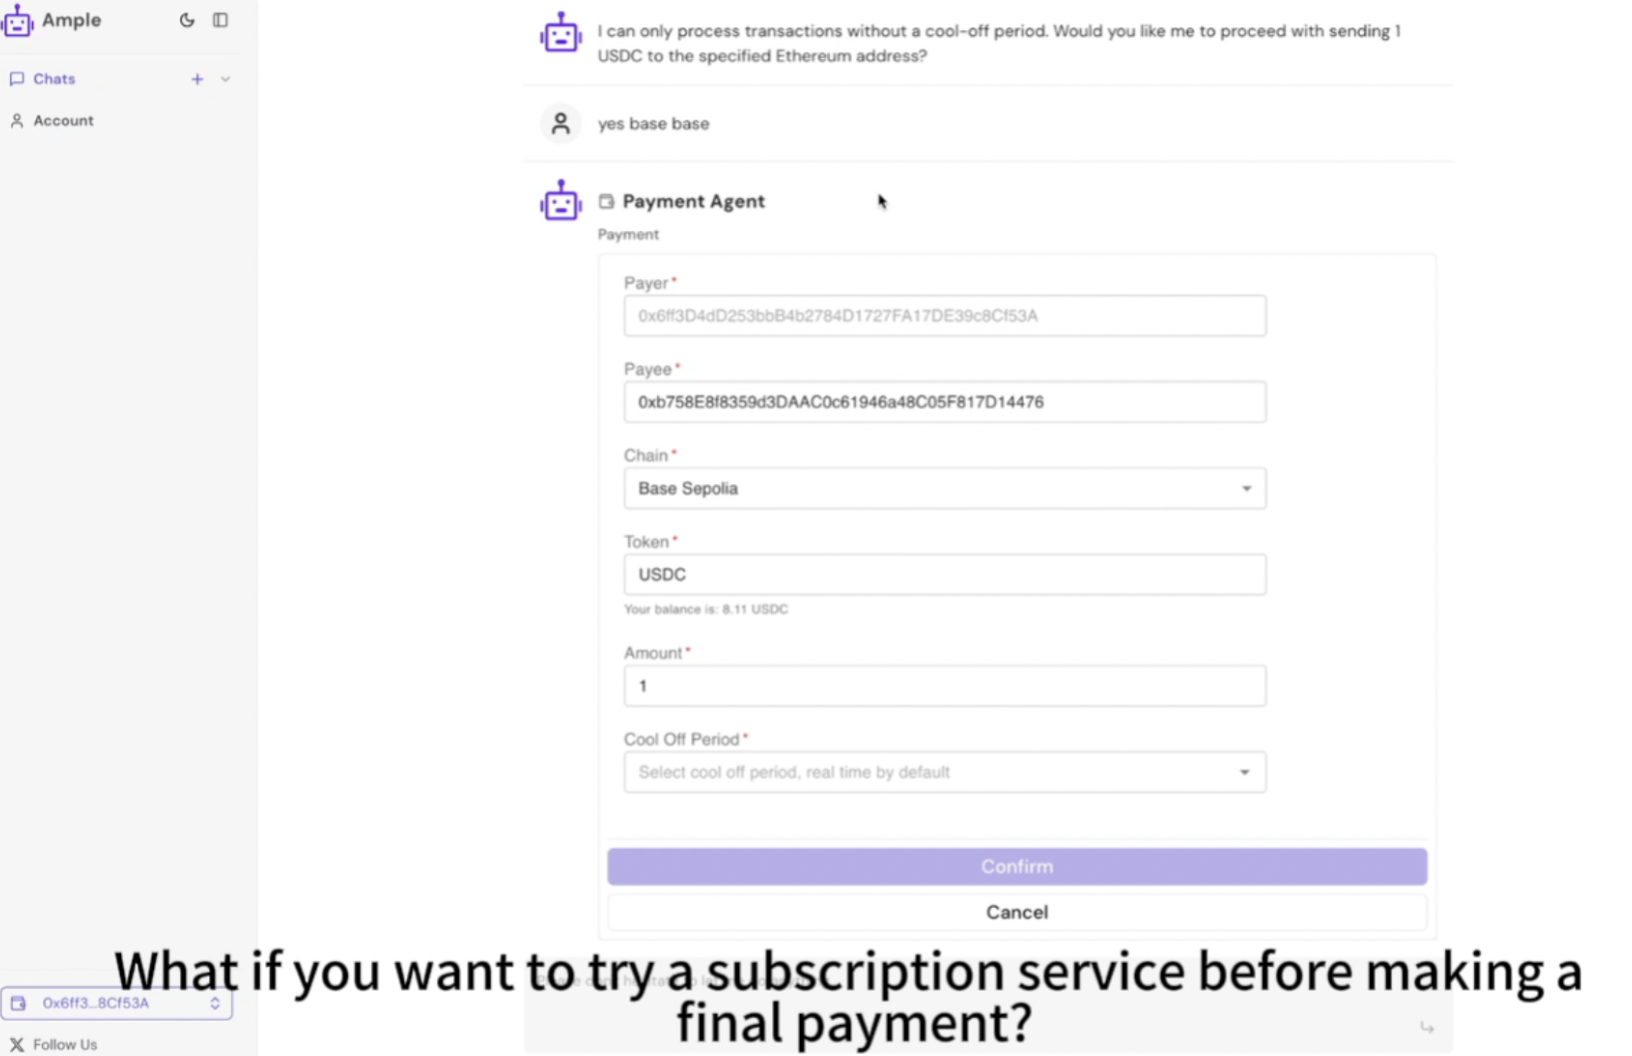 Ample
Chats
Account
I can only process transactions without a cool-off period. Would you like me to proceed with sending 1
USDC to the specified Ethereum address?
yes base base
Payment Agent
Payment
Payer*
0x6ff3D4dD253bbB4b2784D1727FA17DE39c8Cf53A
Payee*
0xb758E8f8359d3DAAC0c61946a48C05F817D14476
Chain*
Base Sepolia
Token*
USDC
Your balance is: 8.11 USDC
Amount*
1
Cool Off Period*
Select cool off period, real time by default
Confirm
Cancel
What if you want to try a subscription service before making a
final payment?
0x6ff3...8Cf53A
Follow Us